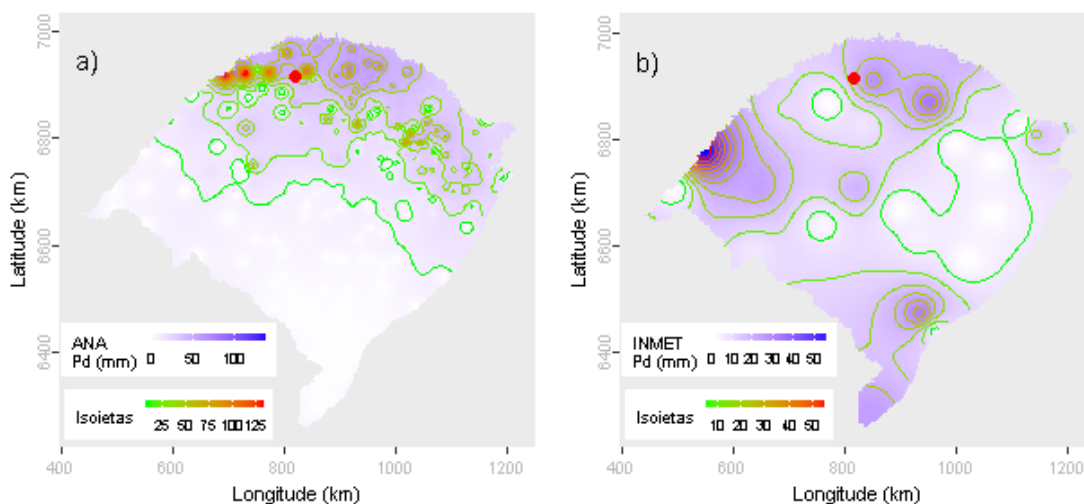 a)
7000
6800
6600
6400
Latitude (km)
ANA
Pd (mm)
0 50 100
Isoietas
25 50 75 100 125
400 600 800 1000 1200
Longitude (km)
b)
7000
6800
6600
6400
Latitude (km)
INMET
Pd (mm)
0 10 20 30 40 50
Isoietas
10 20 30 40 50
400 600 800 1000 1200
Longitude (km)